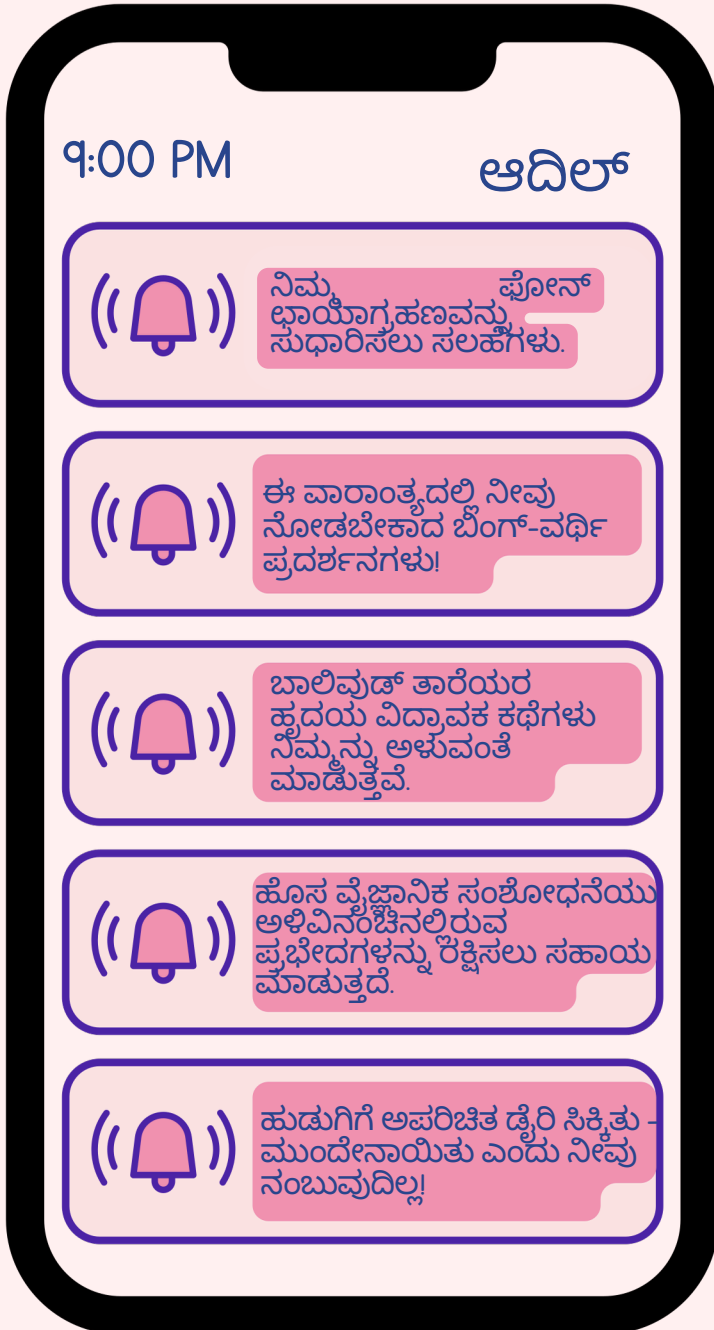 9:00 PM
ಆದಿಲ್
ನಿಮ್ಮ ಫೋನ್
ಛಾಯಾಗ್ರಹಣವನ್ನು
ಸುಧಾರಿಸಲು ಸಲಹೆಗಳು.
ಈ ವಾರಾಂತ್ಯದಲ್ಲಿ ನೀವು
ನೋಡಬೇಕಾದ ಬಿಂಗ್-ವರ್ಥಿ
ಪ್ರದರ್ಶನಗಳು!
ಬಾಲಿವುಡ್ ತಾರೆಯರ
ಹೃದಯ ವಿದ್ರಾವಕ ಕಥೆಗಳು
ನಿಮ್ಮನ್ನು ಅಳುವಂತೆ
ಮಾಡುತ್ತವೆ.
ಹೊಸ ವೈಜ್ಞಾನಿಕ ಸಂಶೋಧನೆಯು
ಅಳಿವಿನಂಚಿನಲ್ಲಿರುವ
ಪ್ರಭೇದಗಳನ್ನು ರಕ್ಷಿಸಲು ಸಹಾಯ
ಮಾಡುತ್ತದೆ.
ಹುಡುಗಿಗೆ ಅಪರಿಚಿತ ಡೈರಿ ಸಿಕ್ಕಿತು -
ಮುಂದೇನಾಯಿತು ಎಂದು ನೀವು
ನಂಬುವುದಿಲ್ಲ!